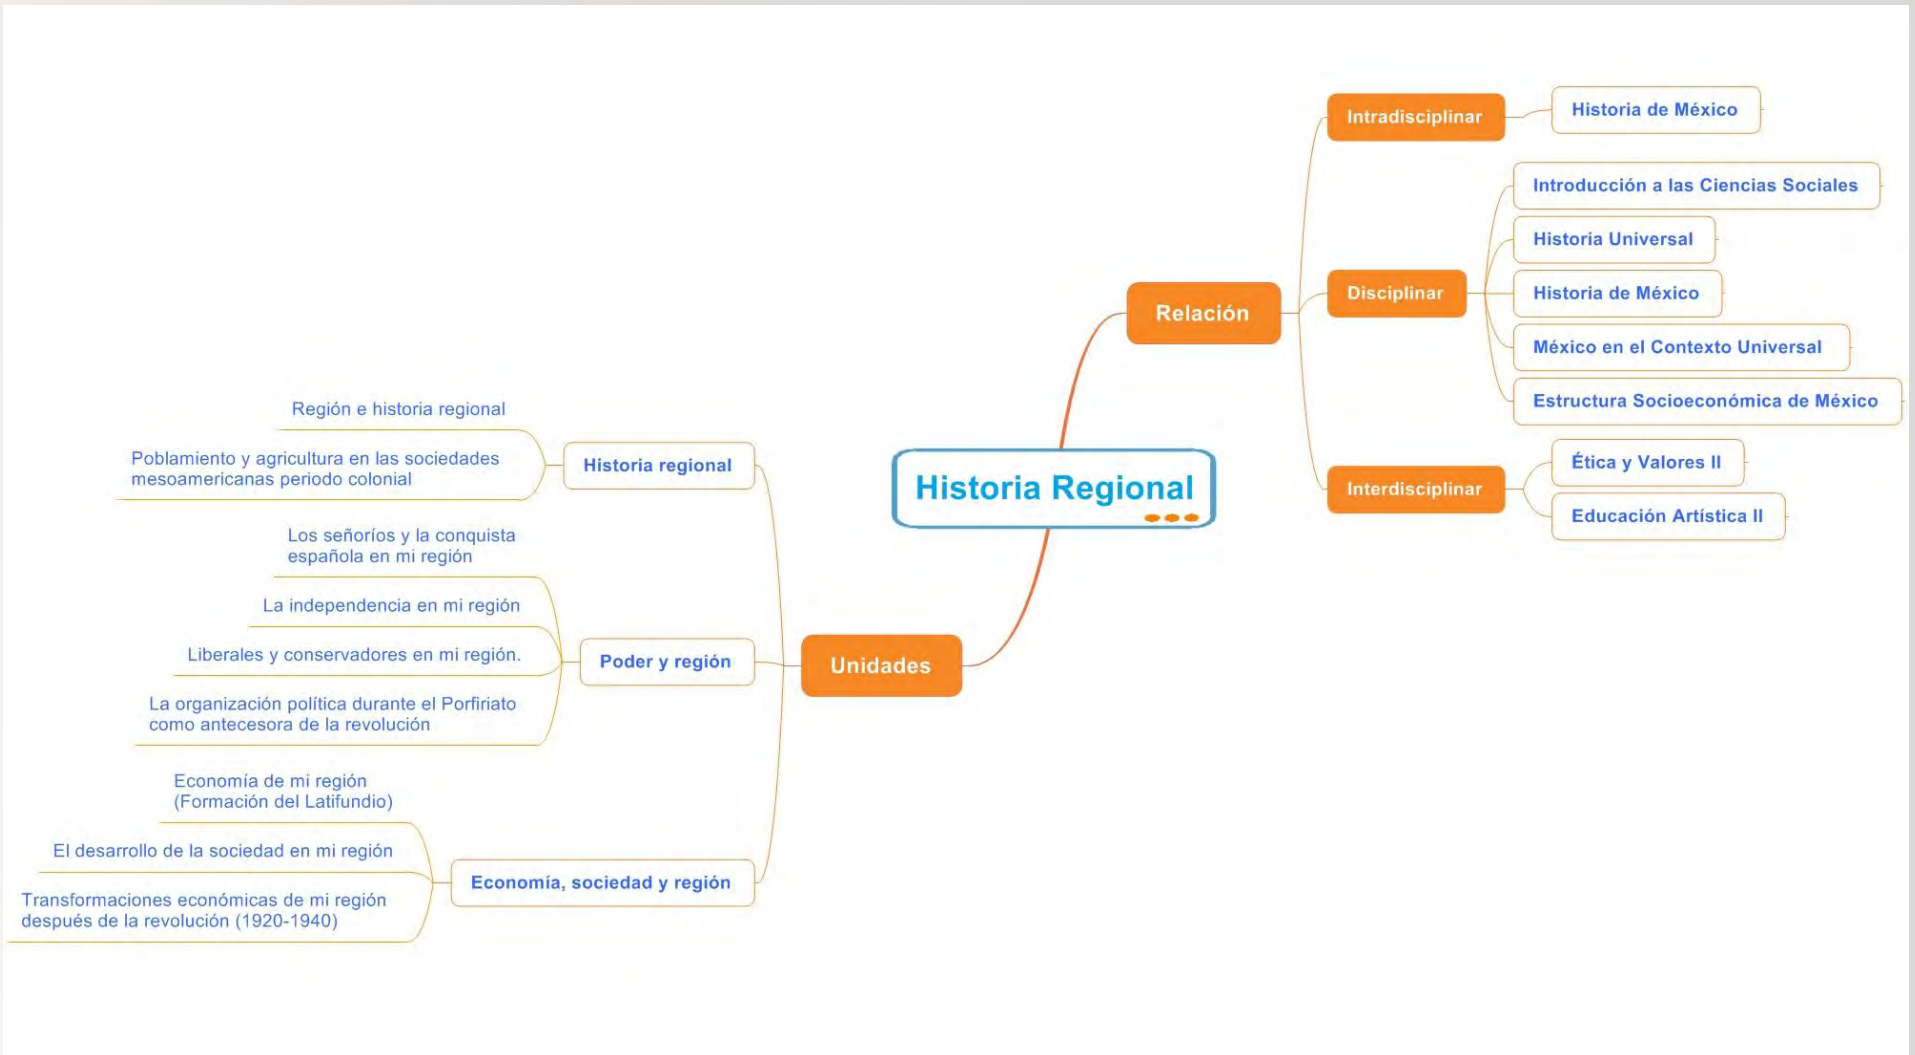 Historia Regional
Relación
Intradisciplinar
Historia de México
Disciplinar
Introducción a las Ciencias Sociales
Historia Universal
Historia de México
México en el Contexto Universal
Estructura Socioeconómica de México
Interdisciplinar
Ética y Valores II
Educación Artística II
Unidades
Historia regional
Región e historia regional
Poblamiento y agricultura en las sociedades
mesoamericanas periodo colonial
Poder y región
Los señoríos y la conquista
española en mi región
La independencia en mi región
Liberales y conservadores en mi región.
La organización política durante el Porfiriato
como antecesora de la revolución
Economía, sociedad y región
Economía de mi región
(Formación del Latifundio)
El desarrollo de la sociedad en mi región
Transformaciones económicas de mi región
después de la revolución (1920-1940)